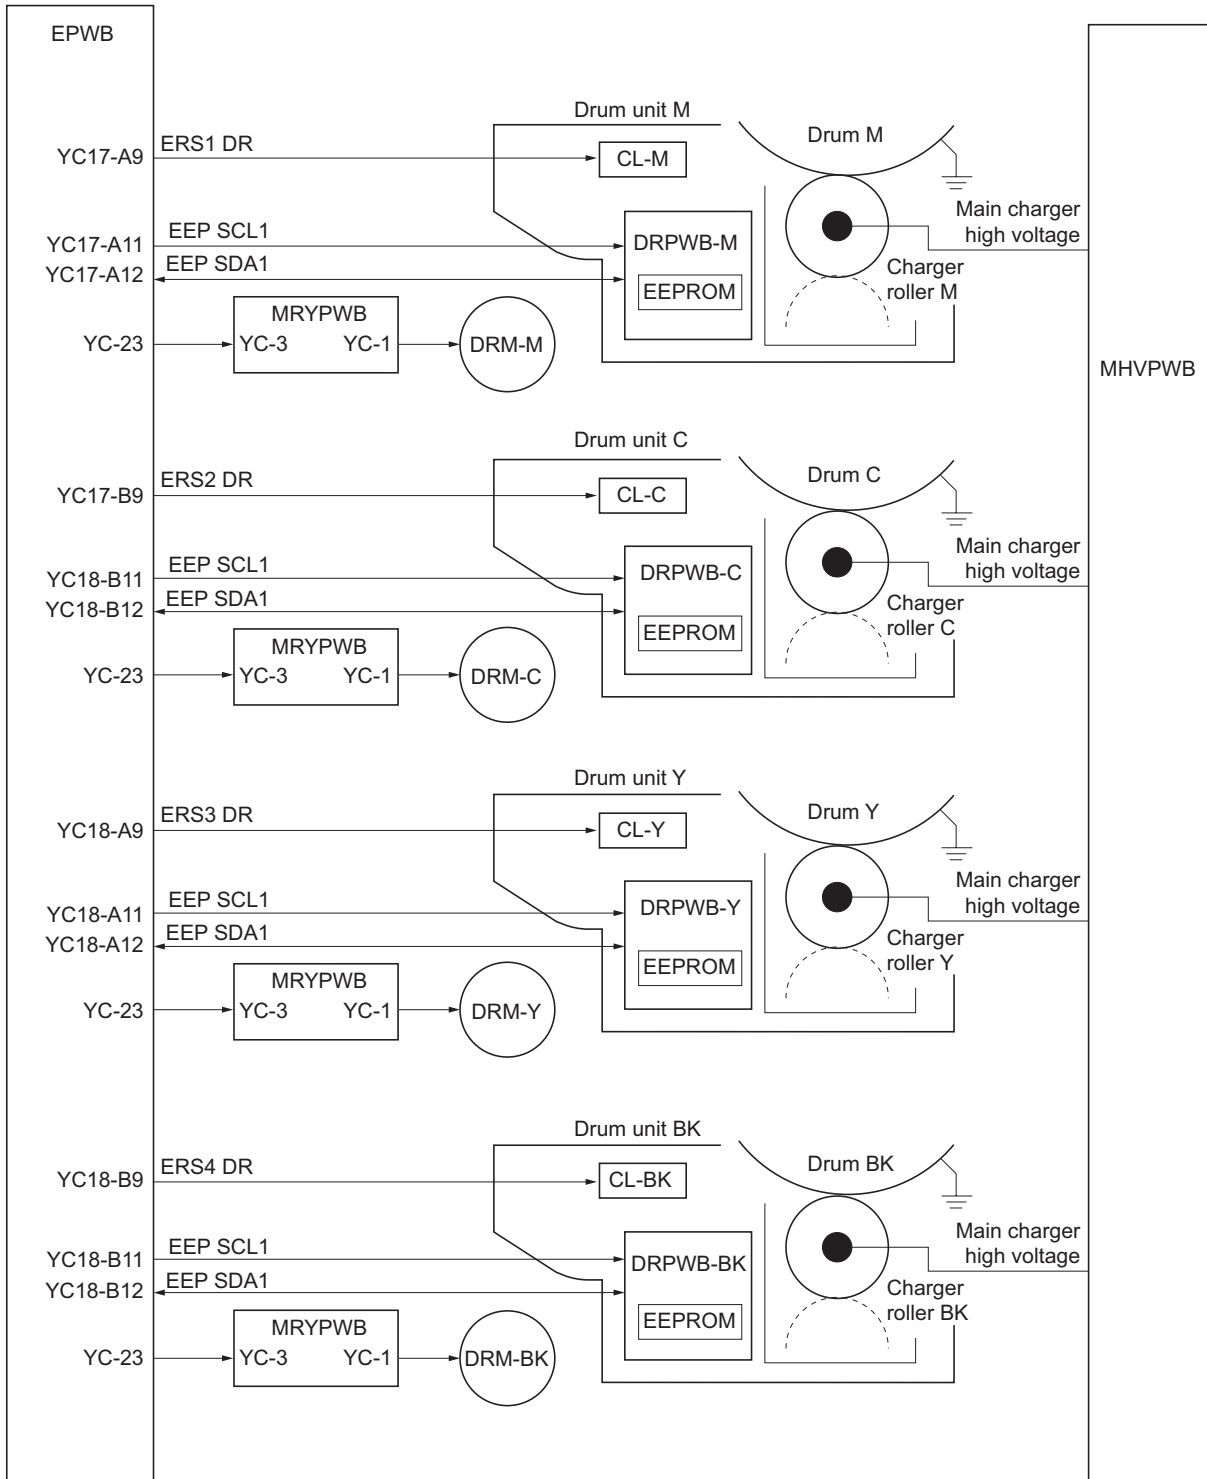 EPWB
MHVPWB
Drum unit M
YC17-A9
ERS1 DR
CL-M
Drum M
YC17-A11
EEP SCL1
YC17-A12
EEP SDA1
DRPWB-M
EEPROM
Main charger
high voltage
Charger
roller M
YC-23
MRYPWB
YC-3 YC-1
DRM-M
Drum unit C
YC17-B9
ERS2 DR
CL-C
Drum C
YC18-B11
EEP SCL1
YC18-B12
EEP SDA1
DRPWB-C
EEPROM
Main charger
high voltage
Charger
roller C
YC-23
MRYPWB
YC-3 YC-1
DRM-C
Drum unit Y
YC18-A9
ERS3 DR
CL-Y
Drum Y
YC18-A11
EEP SCL1
YC18-A12
EEP SDA1
DRPWB-Y
EEPROM
Main charger
high voltage
Charger
roller Y
YC-23
MRYPWB
YC-3 YC-1
DRM-Y
Drum unit BK
YC18-B9
ERS4 DR
CL-BK
Drum BK
YC18-B11
EEP SCL1
YC18-B12
EEP SDA1
DRPWB-BK
EEPROM
Main charger
high voltage
Charger
roller BK
YC-23
MRYPWB
YC-3 YC-1
DRM-BK